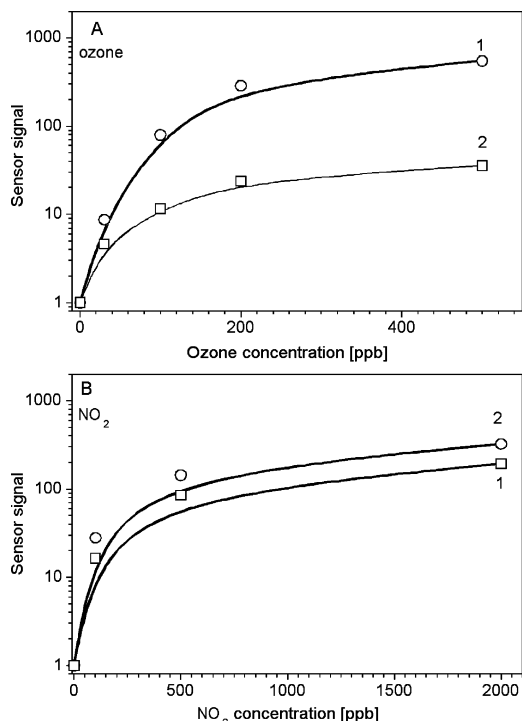 A
ozone
1
2
1000
100
10
1
Sensor signal
0
200
400
Ozone concentration [ppb]
B
NO2
2
1
1000
100
10
1
Sensor signal
0
500
1000
1500
2000
NO2 concentration [ppb]